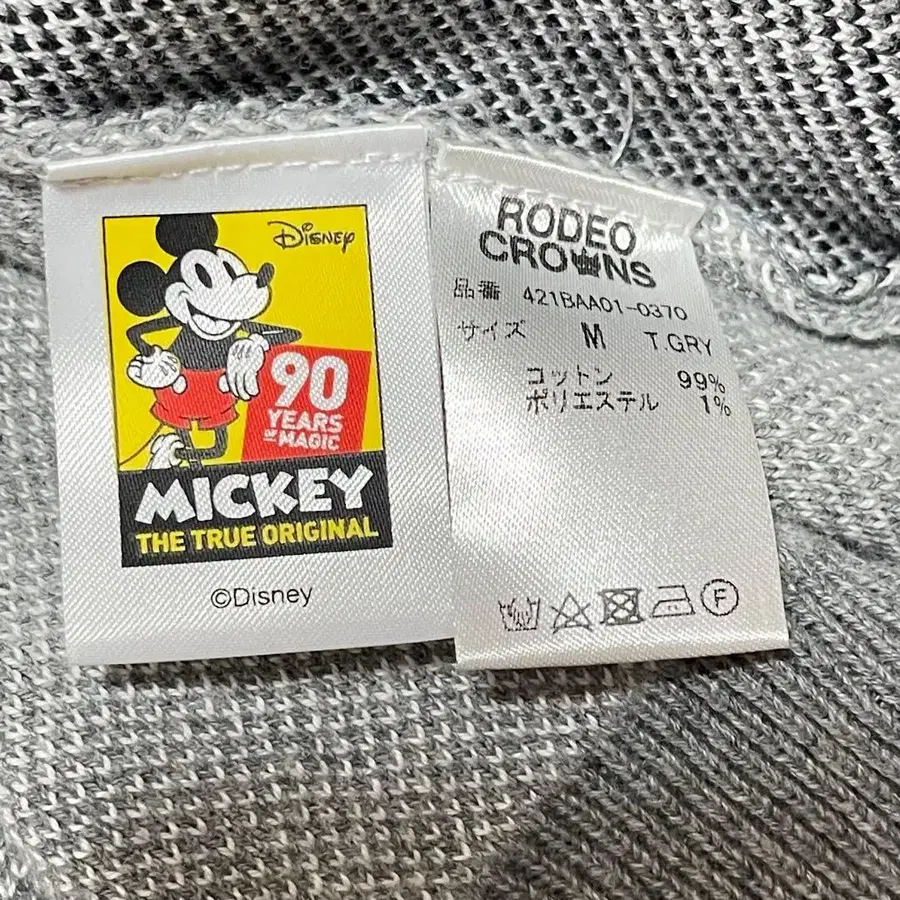 Disney
90
YEARS
OF MAGIC
MICKEY
THE TRUE ORIGINAL
©Disney
RODEO
CROWNS
品番 421BAA01-0370
サイズ M T.GRY
コットン 99%
ポリエステル 1%
F